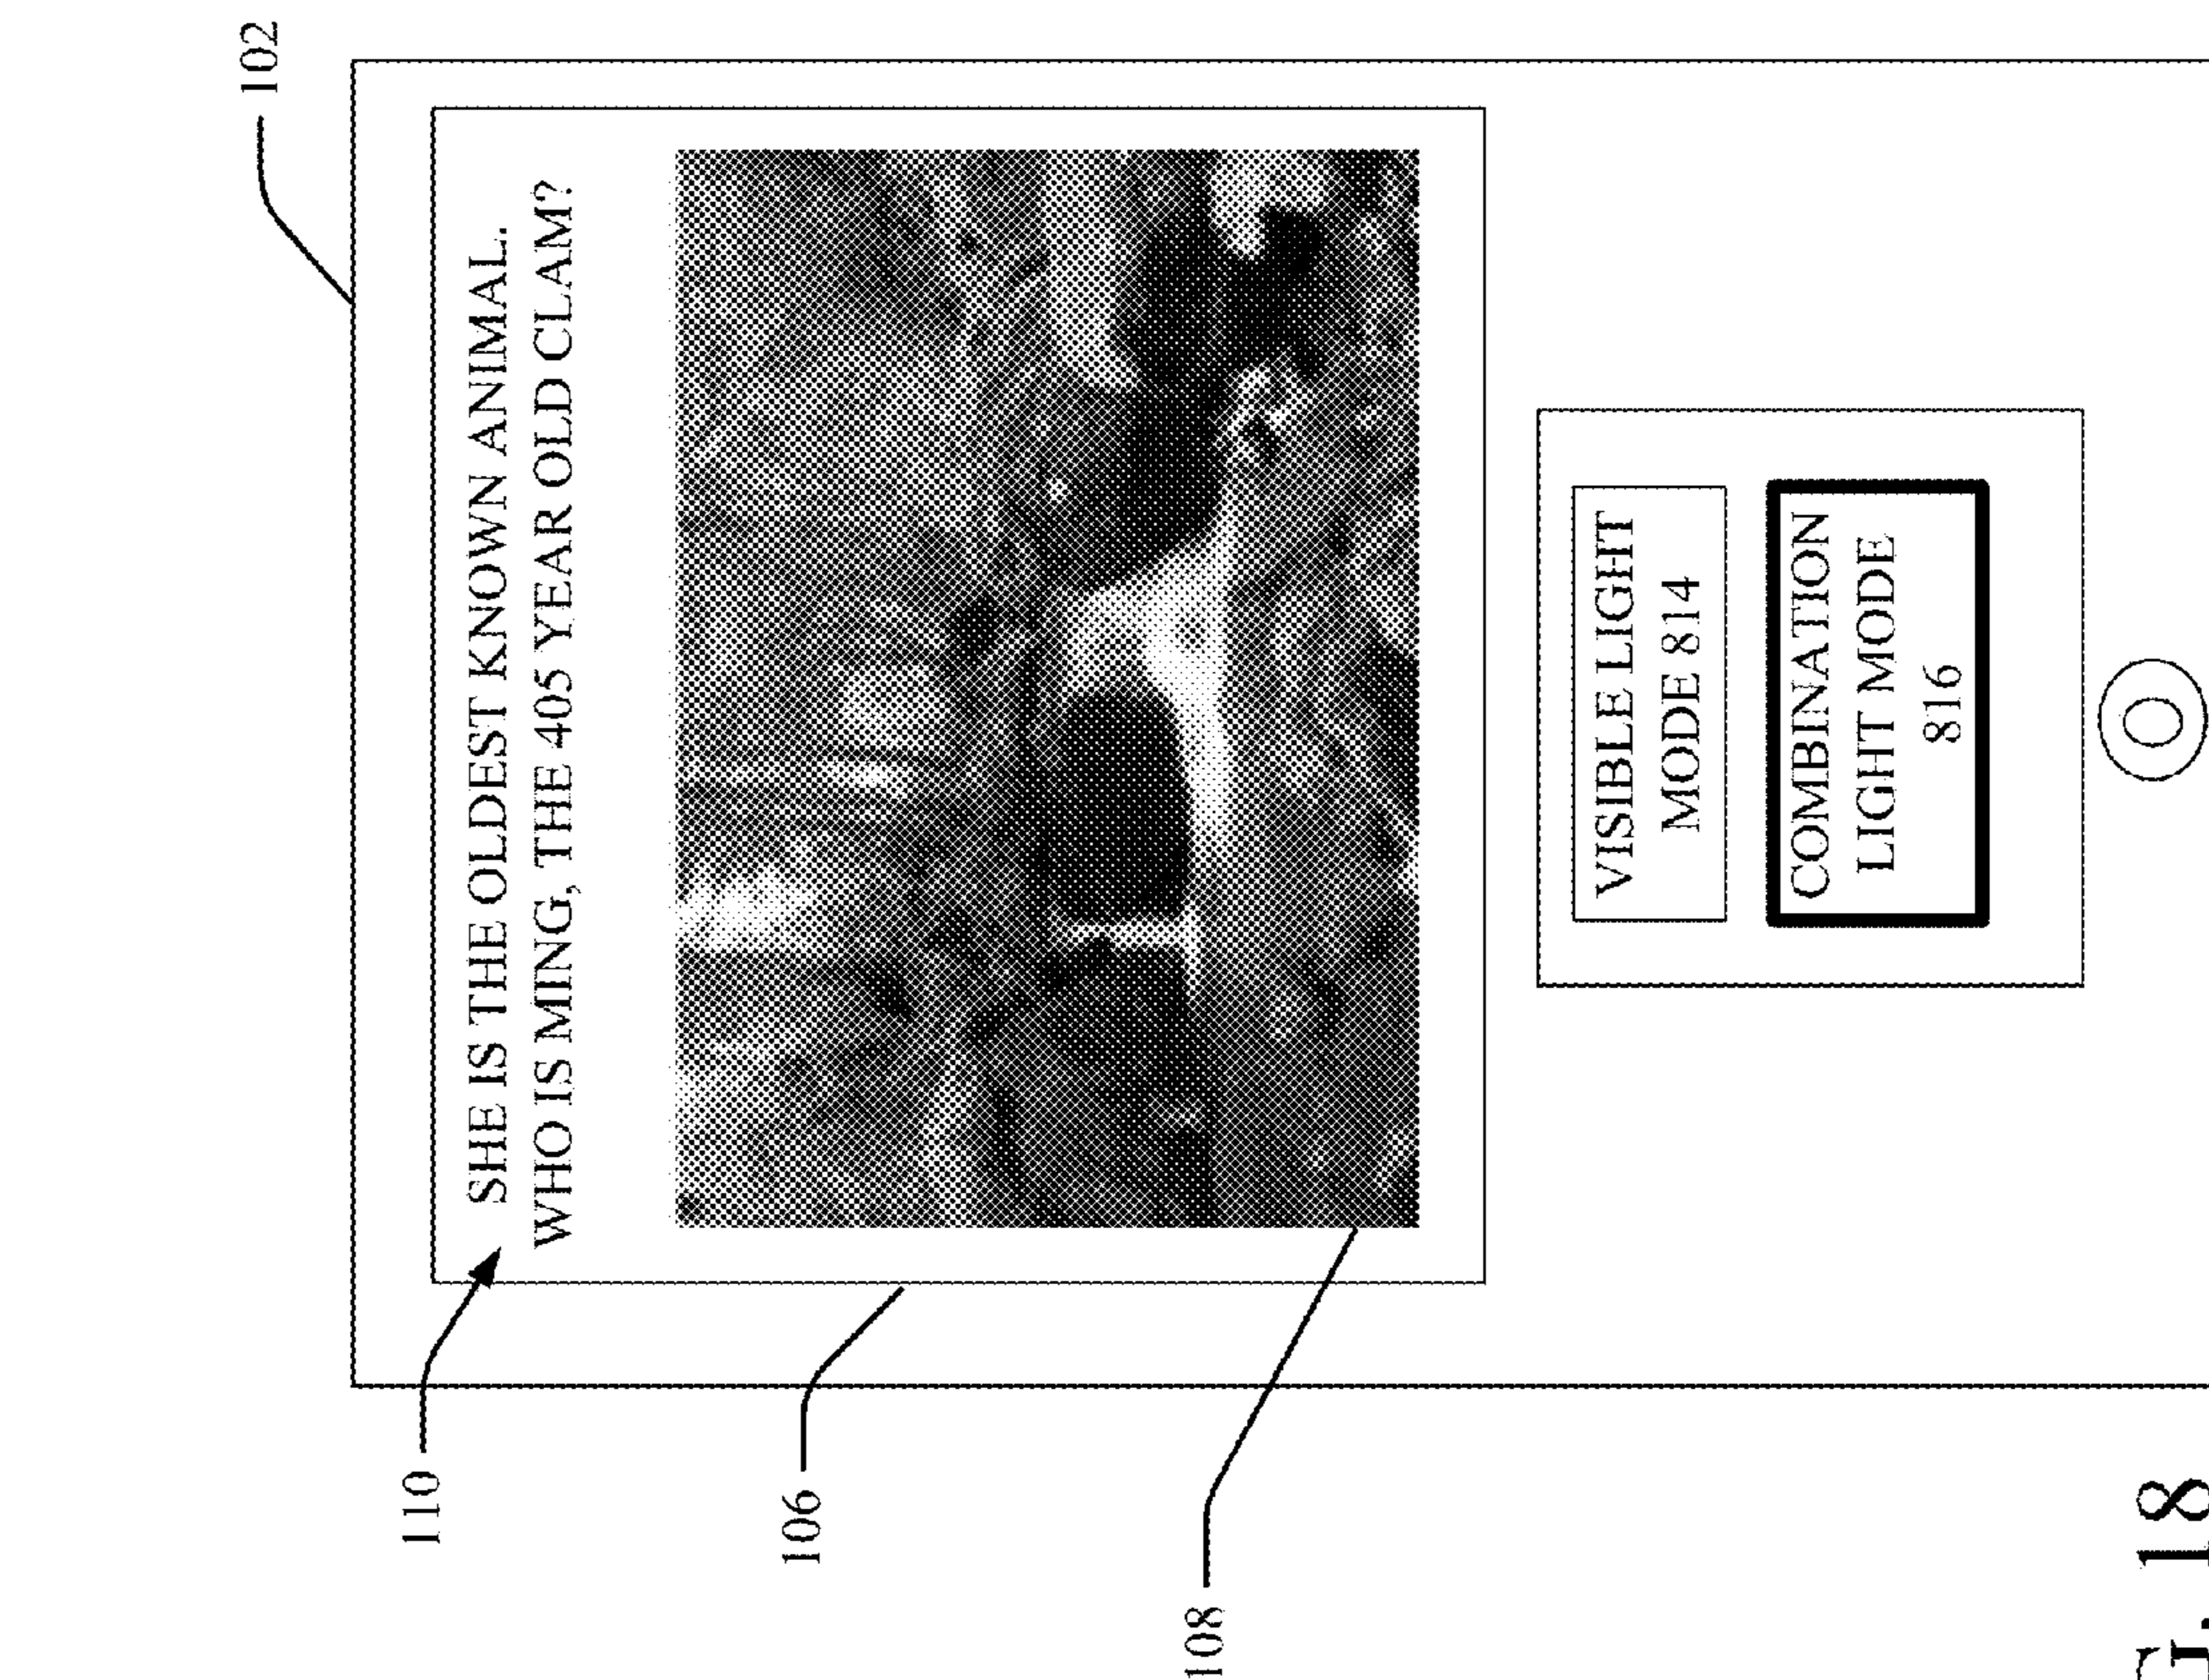 102
110
SHE IS THE OLDEST KNOWN ANIMAL.
WHO IS MING, THE 405 YEAR OLD CLAM?
106
108
VISIBLE LIGHT
MODE 814
COMBINATION
LIGHT MODE
816
18